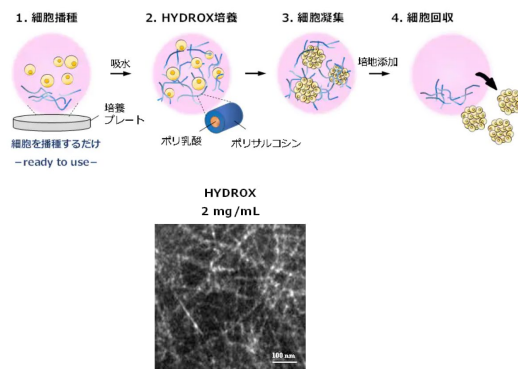 1. 細胞播種
2. HYDROX培養
3. 細胞凝集
4. 細胞回収
吸水
培地添加
培養
プレート
細胞を播種するだけ
−ready to use−
ポリ乳酸
ポリサルコシン
HYDROX
2 mg/mL
100 nm